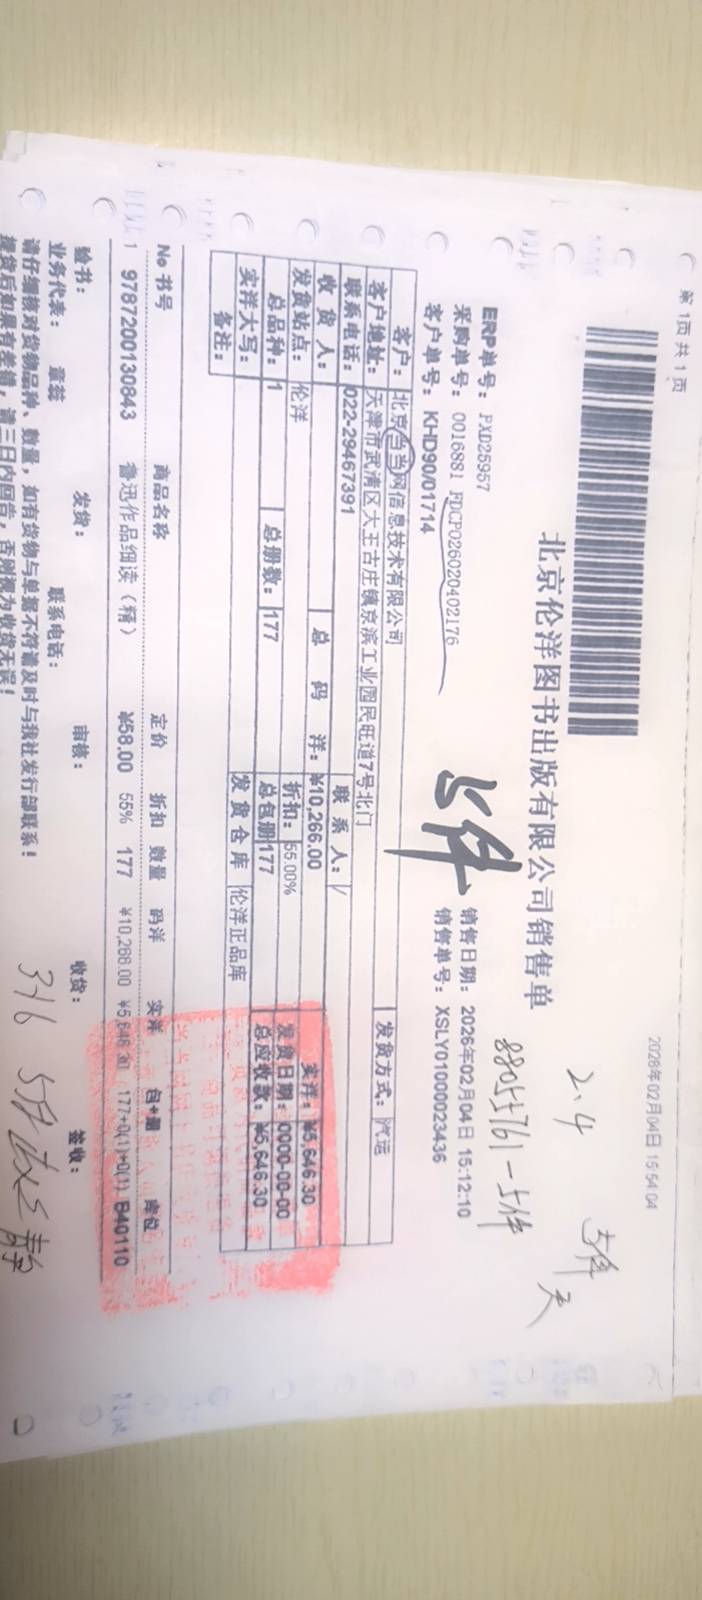 第 1页 共 1 页
2026年02月04日 15:54:04
北京伦洋图书出版有限公司销售单
2.4
88055761-5件
ERP单号: PXD25957
销售日期: 2026年02月04日 15:12:10
采购单号: 0016881 FDCP026020402176
销售单号: XSLY01000023436
客户单号: KHD90/01714
5件
客户: 北京当当网信息技术有限公司
发货方式: 汽运
客户地址: 天津市武清区大王古庄镇京滨工业园民旺道7号北门
联系电话: 022-29467391
联系人: /
收货人:
总码洋: ¥10,266.00
实洋: ¥5,646.30
发货站点: 伦洋
折扣: 55.00%
发货日期: 0000-00-00
总品种: 1
总册数: 177
总包册 177
总应收款: ¥5,646.30
实洋大写:
发货仓库 伦洋正品库
备注:
No 书号 商品名称 定价 折扣 数量 码洋 实洋 包+量 库位
1 9787200130843 鲁迅作品细读（精） ¥58.00 55% 177 ¥10,266.00 ¥5,646.30 177+0(1)+0(1) B40110
验书: 发货: 审核: 收货: 签收:
业务代表: 童蕊 联系电话:
316 5件
请仔细核对货物品种、数量，如有货物与单据不符请及时与我社发行部联系！
提货后如果有差错，请三日内回告，否则视为收货无误！